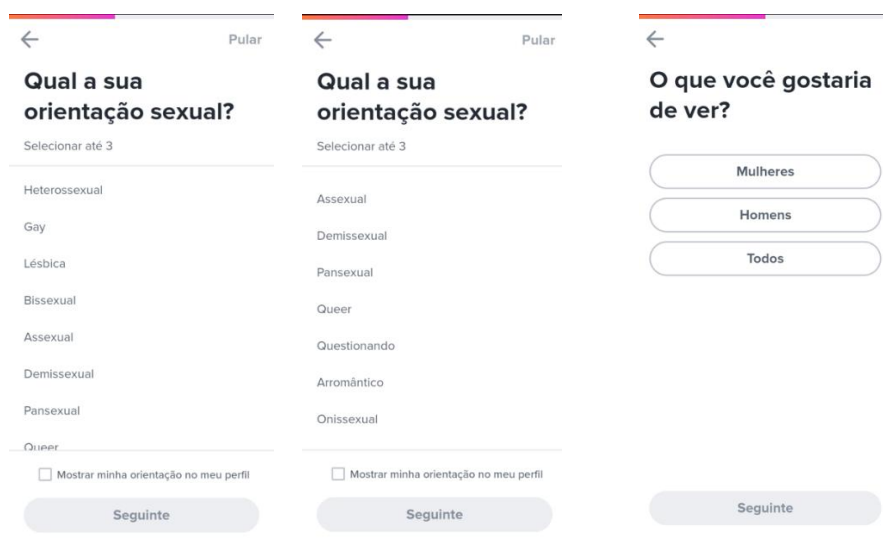 Pular
Qual a sua
orientação sexual?
Selecionar até 3
Heterossexual
Gay
Lésbica
Bissexual
Assexual
Demissexual
Pansexual
Queer
Mostrar minha orientação no meu perfil
Seguinte
Pular
Qual a sua
orientação sexual?
Selecionar até 3
Assexual
Demissexual
Pansexual
Queer
Questionando
Arromântico
Onissexual
Mostrar minha orientação no meu perfil
Seguinte
O que você gostaria
de ver?
Mulheres
Homens
Todos
Seguinte